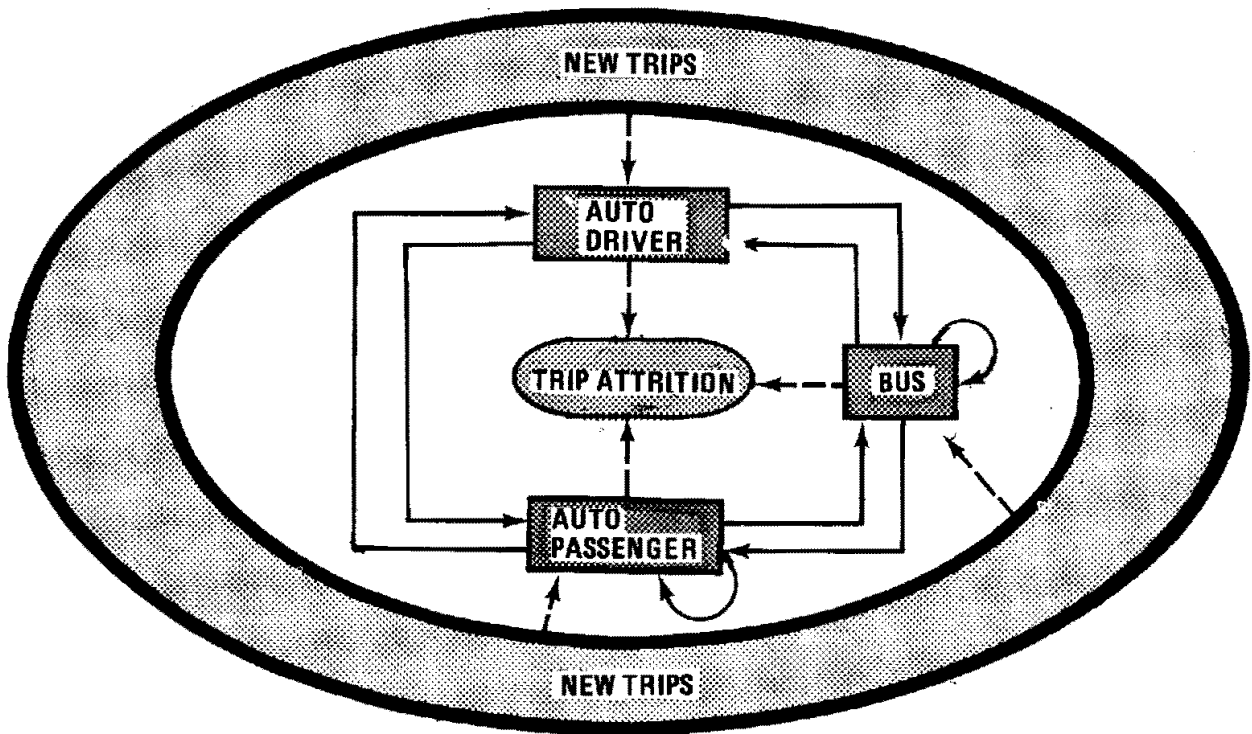 NEW TRIPS
AUTO
DRIVER
TRIP ATTRITION
BUS
AUTO
PASSENGER
NEW TRIPS